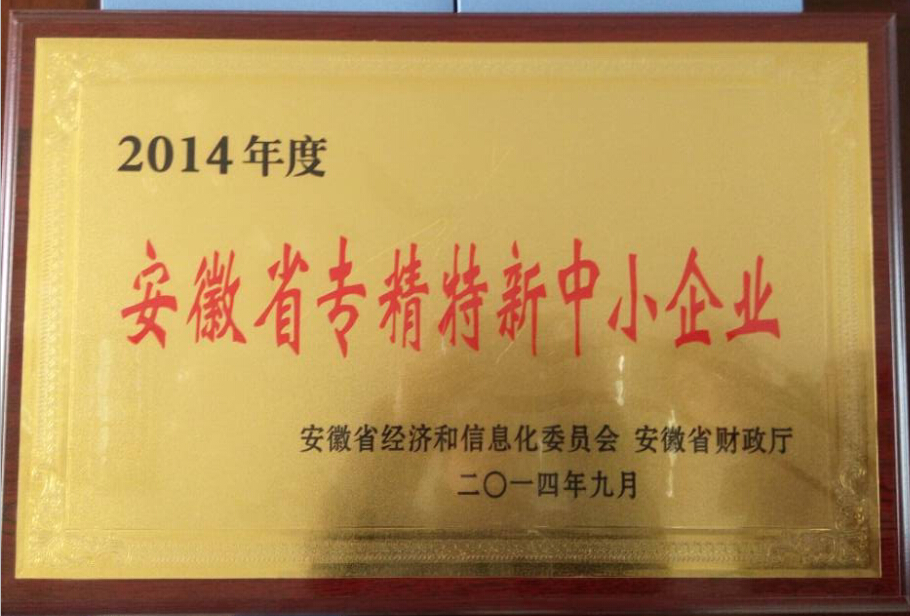 2014年度
安徽省专精特新中小企业
安徽省经济和信息化委员会 安徽省财政厅
二〇一四年九月